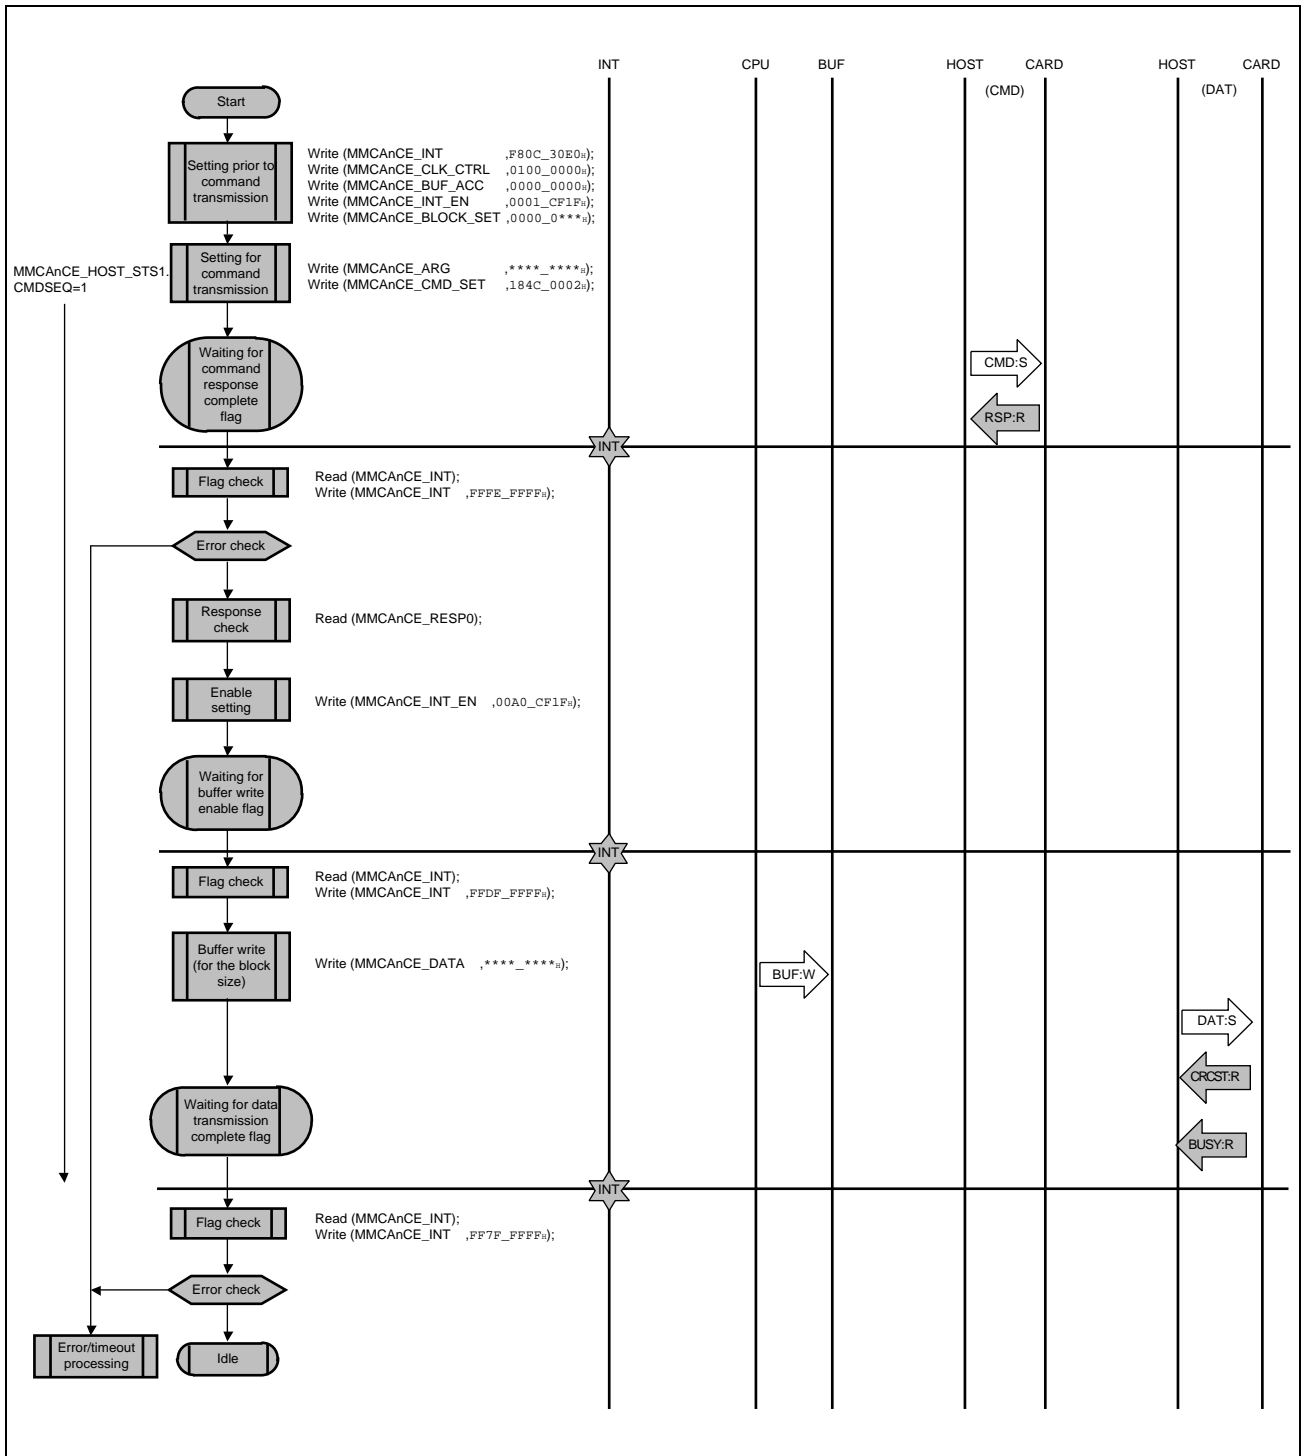 INT CPU BUF HOST CARD HOST CARD
(CMD) (DAT)
Start
Setting prior to
command
transmission
Write (MMCAnCE_INT ,F80C_30E0H);
Write (MMCAnCE_CLK_CTRL ,0100_0000H);
Write (MMCAnCE_BUF_ACC ,0000_0000H);
Write (MMCAnCE_INT_EN ,0001_CF1FH);
Write (MMCAnCE_BLOCK_SET ,0000_0***H);
MMCAnCE_HOST_STS1.
CMDSEQ=1
Setting for
command
transmission
Write (MMCAnCE_ARG ,****_****H);
Write (MMCAnCE_CMD_SET ,184C_0002H);
Waiting for
command
response
complete
flag
CMD:S
RSP:R
INT
Flag check
Read (MMCAnCE_INT);
Write (MMCAnCE_INT ,FFFE_FFFFH);
Error check
Response
check
Read (MMCAnCE_RESP0);
Enable
setting
Write (MMCAnCE_INT_EN ,00A0_CF1FH);
Waiting for
buffer write
enable flag
INT
Flag check
Read (MMCAnCE_INT);
Write (MMCAnCE_INT ,FFDF_FFFFH);
Buffer write
(for the block
size)
Write (MMCAnCE_DATA ,****_****H);
BUF:W
DAT:S
CRCST:R
Waiting for data
transmission
complete flag
BUSY:R
INT
Flag check
Read (MMCAnCE_INT);
Write (MMCAnCE_INT ,FF7F_FFFFH);
Error check
Error/timeout
processing
Idle